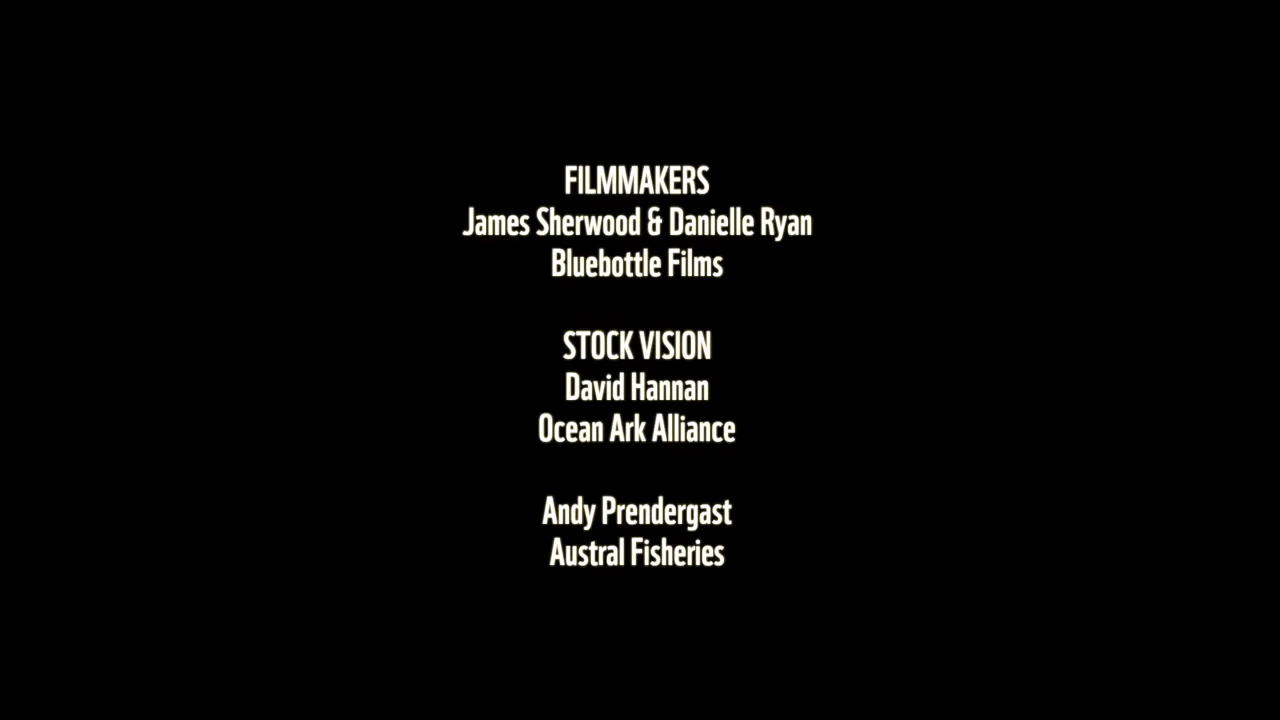 FILMMAKERS
James Sherwood & Danielle Ryan
Bluebottle Films
STOCK VISION
David Hannan
Ocean Ark Alliance
Andy Prendergast
Austral Fisheries